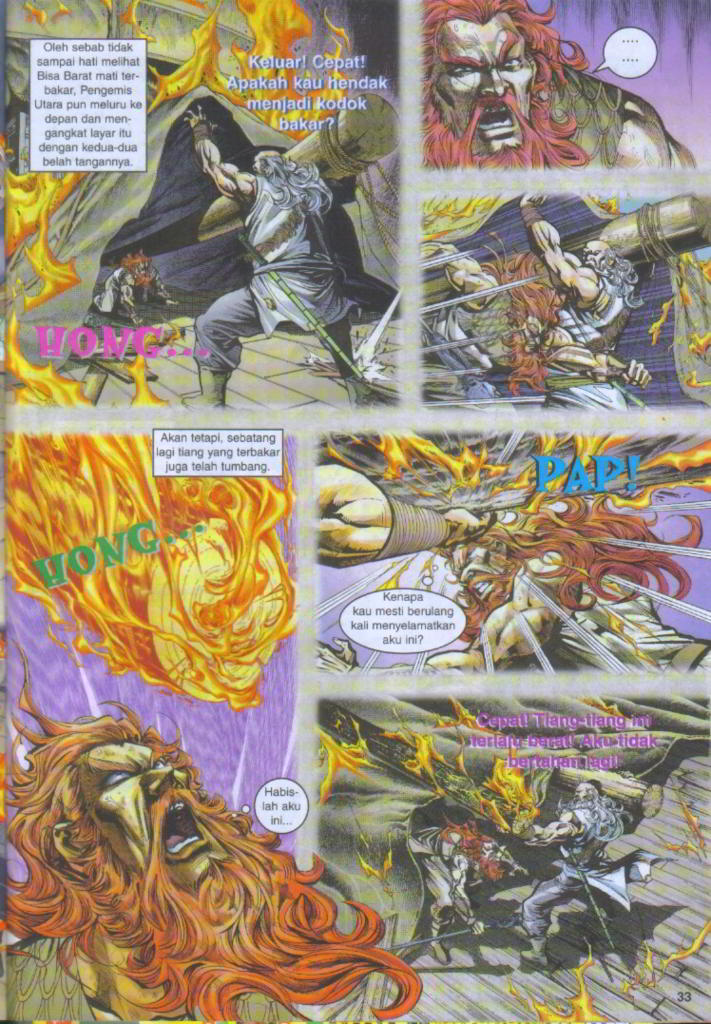 Oleh sebab tidak
sampai hati melihat
Bisa Barat mati ter-
bakar, Pengemis
Utara pun meluru ke
depan dan men-
gangkat layar itu
dengan kedua-dua
belah tangannya.
Keluar! Cepat!
Apakah kau hendak
menjadi kodok
bakar?
HONG...
....
....
Akan tetapi, sebatang
lagi tiang yang terbakar
juga telah tumbang.
HONG...
Habis-
lah aku
ini...
PAP!
Kenapa
kau mesti berulang
kali menyelamatkan
aku ini?
Cepat! Tiang-tiang ini
terlalu berat! Aku tidak
bertahan lagi!
33